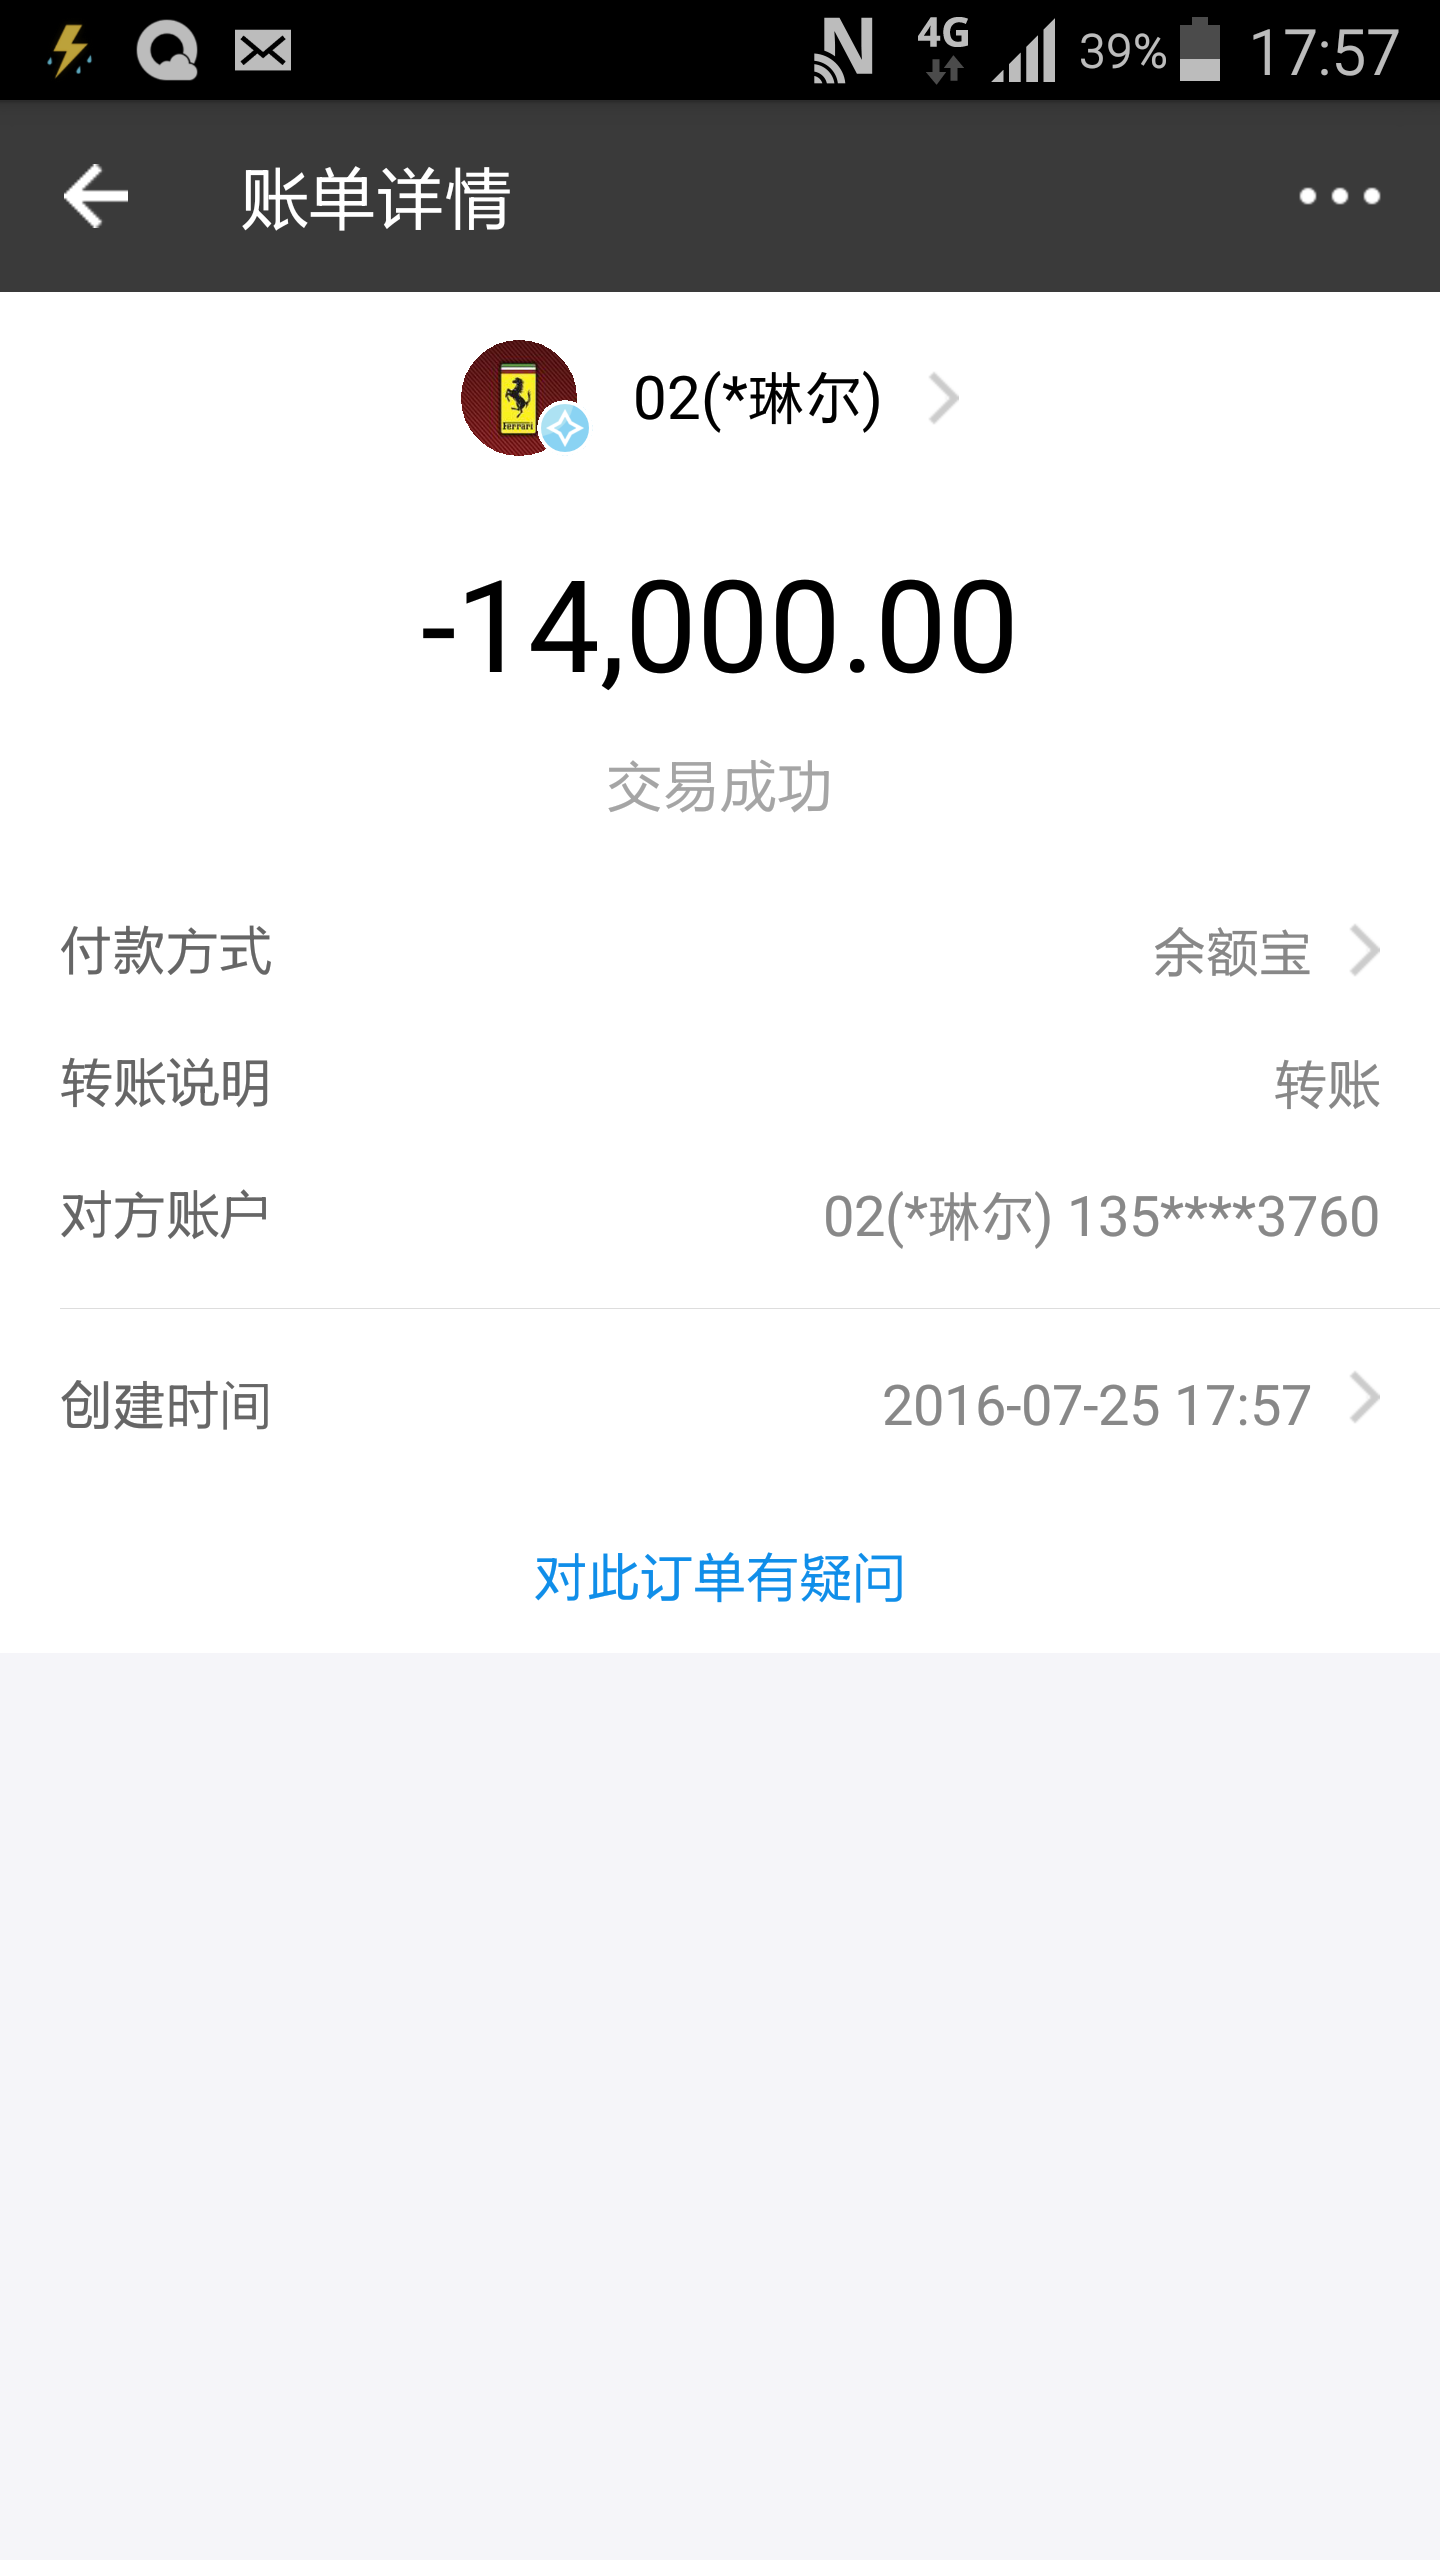 4G 39% 17:57
账单详情
Ferrari
02(*琳尔)
-14,000.00
交易成功
付款方式 余额宝
转账说明 转账
对方账户 02(*琳尔) 135****3760
创建时间 2016-07-25 17:57
对此订单有疑问